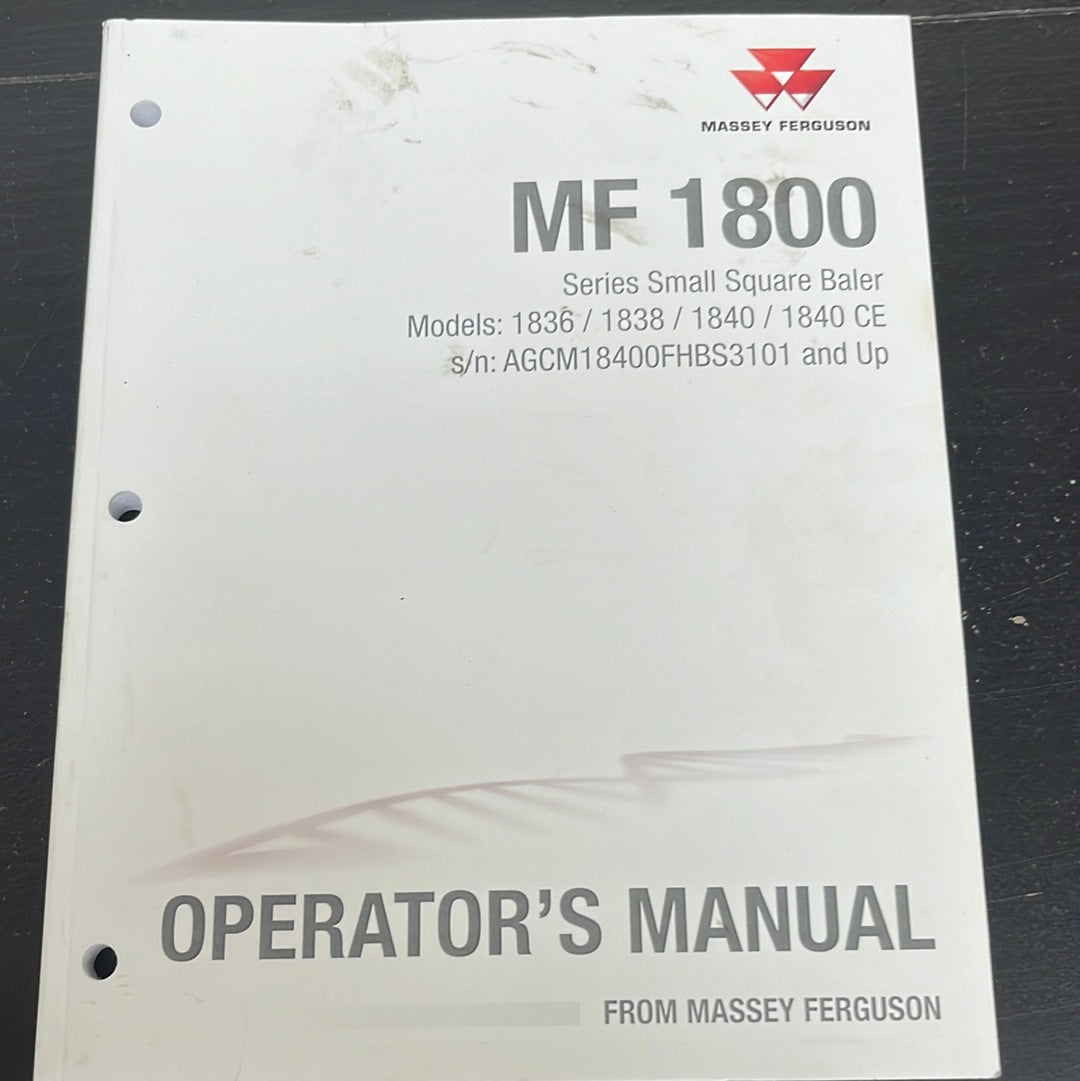 MASSEY FERGUSON
MF 1800
Series Small Square Baler
Models: 1836 / 1838 / 1840 / 1840 CE
s/n: AGCM18400FHBS3101 and Up
OPERATOR'S MANUAL
FROM MASSEY FERGUSON